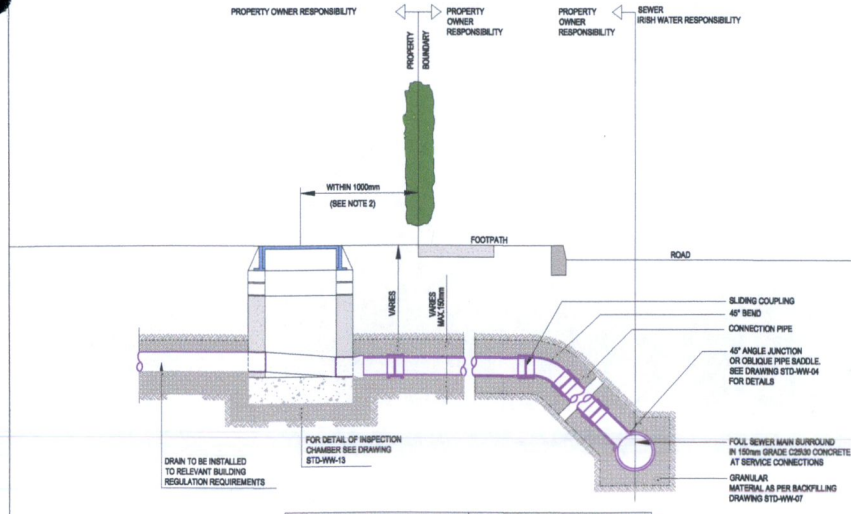 PROPERTY OWNER RESPONSIBILITY
PROPERTY
OWNER
RESPONSIBILITY
PROPERTY
OWNER
RESPONSIBILITY
SEWER
IRISH WATER RESPONSIBILITY
PROPERTY
BOUNDARY
WITHIN 1000mm
(SEE NOTE 2)
FOOTPATH
ROAD
VARIES
VARIES
MAX.150mm
SLIDING COUPLING
45° BEND
CONNECTION PIPE
45° ANGLE JUNCTION
OR OBLIQUE PIPE SADDLE.
SEE DRAWING STD-WW-04
FOR DETAILS
FOUL SEWER MAIN SURROUND
IN 150mm GRADE C25\30 CONCRETE
AT SERVICE CONNECTIONS
GRANULAR
MATERIAL AS PER BACKFILLING
DRAWING STD-WW-07
FOR DETAIL OF INSPECTION
CHAMBER SEE DRAWING
STD-WW-13
DRAIN TO BE INSTALLED
TO RELEVANT BUILDING
REGULATION REQUIREMENTS